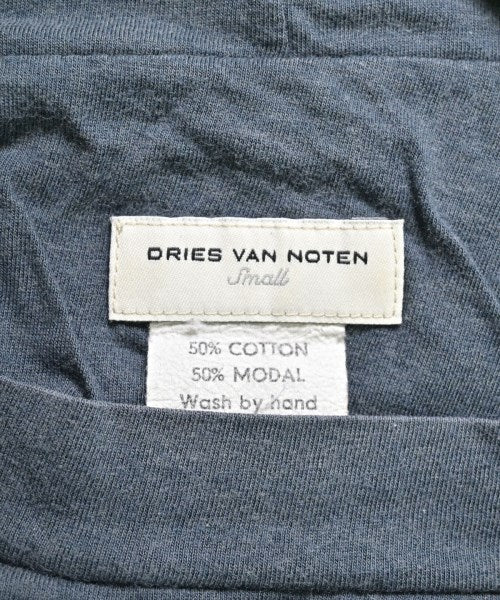 DRIES VAN NOTEN
Small
50% COTTON
50% MODAL
Wash by hand